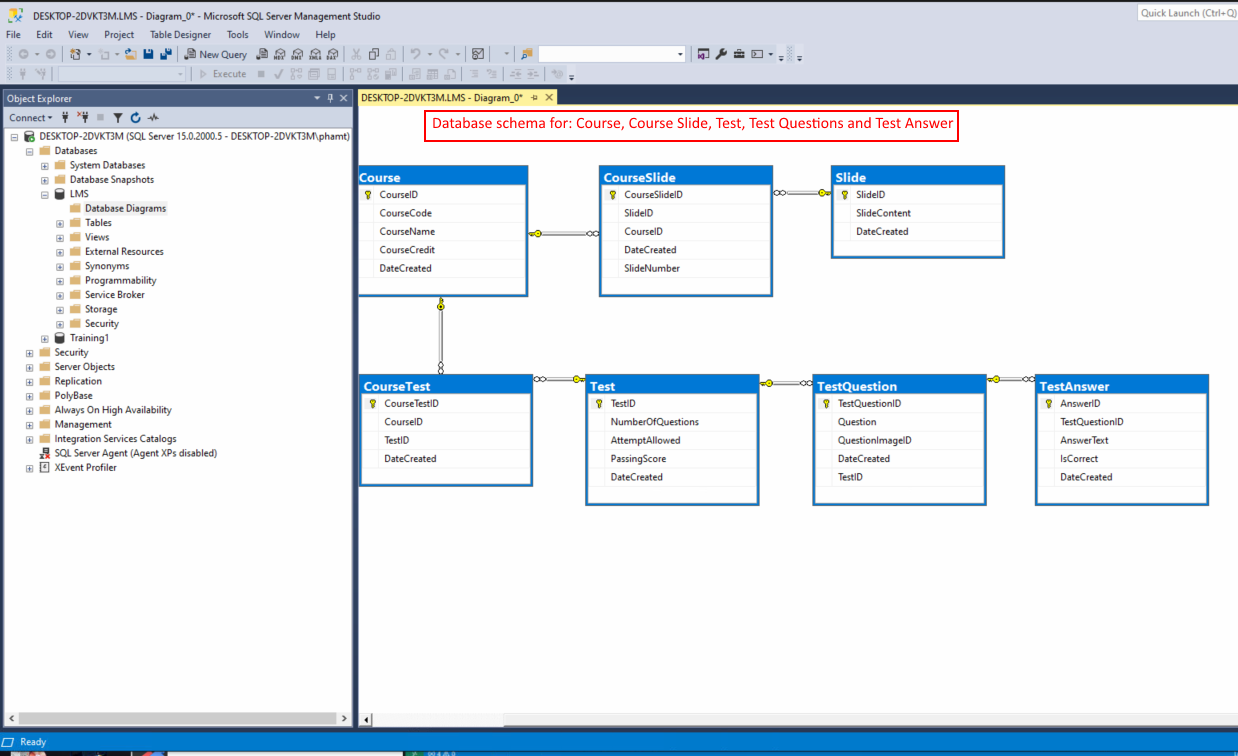 DESKTOP-2DVKT3M.LMS - Diagram_0* - Microsoft SQL Server Management Studio
Quick Launch (Ctrl+Q)
File Edit View Project Table Designer Tools Window Help
New Query
Execute
Object Explorer
DESKTOP-2DVKT3M.LMS - Diagram_0*
Connect
Database schema for: Course, Course Slide, Test, Test Questions and Test Answer
DESKTOP-2DVKT3M (SQL Server 15.0.2000.5 - DESKTOP-2DVKT3M\phamt)
Databases
System Databases
Database Snapshots
LMS
Database Diagrams
Tables
Views
External Resources
Synonyms
Programmability
Service Broker
Storage
Security
Training1
Security
Server Objects
Replication
PolyBase
Always On High Availability
Management
Integration Services Catalogs
SQL Server Agent (Agent XPs disabled)
XEvent Profiler
Course
CourseID
CourseCode
CourseName
CourseCredit
DateCreated
CourseSlide
CourseSlideID
SlideID
CourseID
DateCreated
SlideNumber
Slide
SlideID
SlideContent
DateCreated
CourseTest
CourseTestID
CourseID
TestID
DateCreated
Test
TestID
NumberOfQuestions
AttemptAllowed
PassingScore
DateCreated
TestQuestion
TestQuestionID
Question
QuestionImageID
DateCreated
TestID
TestAnswer
AnswerID
TestQuestionID
AnswerText
IsCorrect
DateCreated
Ready